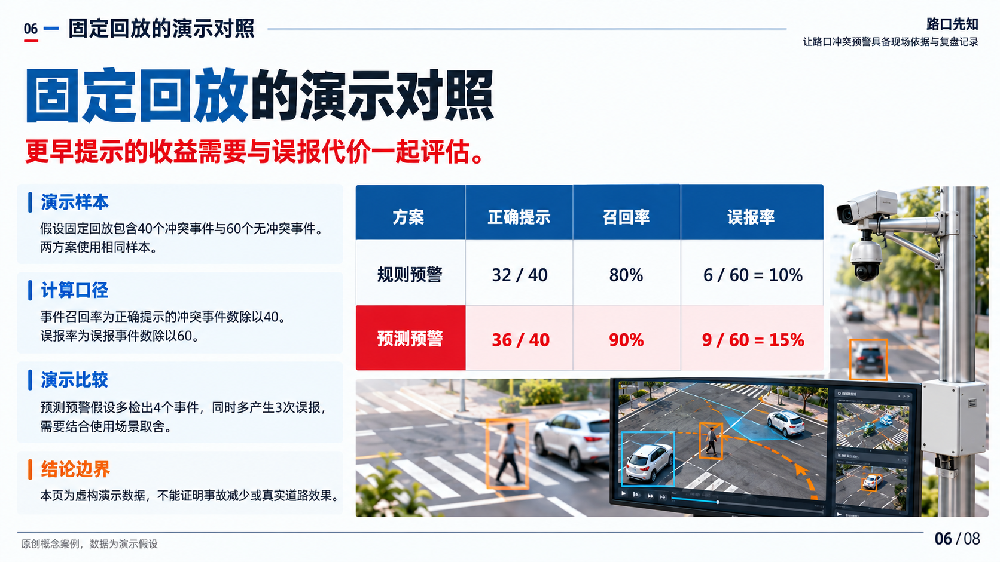 06 固定回放的演示对照
路口先知
让路口冲突预警具备现场依据与复盘记录
固定回放的演示对照
更早提示的收益需要与误报代价一起评估。
演示样本
假设固定回放包含40个冲突事件与60个无冲突事件。
两方案使用相同样本。
计算口径
事件召回率为正确提示的冲突事件数除以40。
误报率为误报事件数除以60。
演示比较
预测预警假设多检出4个事件，同时多产生3次误报，
需要结合使用场景取舍。
结论边界
本页为虚构演示数据，不能证明事故减少或真实道路效果。
方案 正确提示 召回率 误报率
规则预警 32 / 40 80% 6 / 60 = 10%
预测预警 36 / 40 90% 9 / 60 = 15%
原创概念案例，数据为演示假设
06 / 08